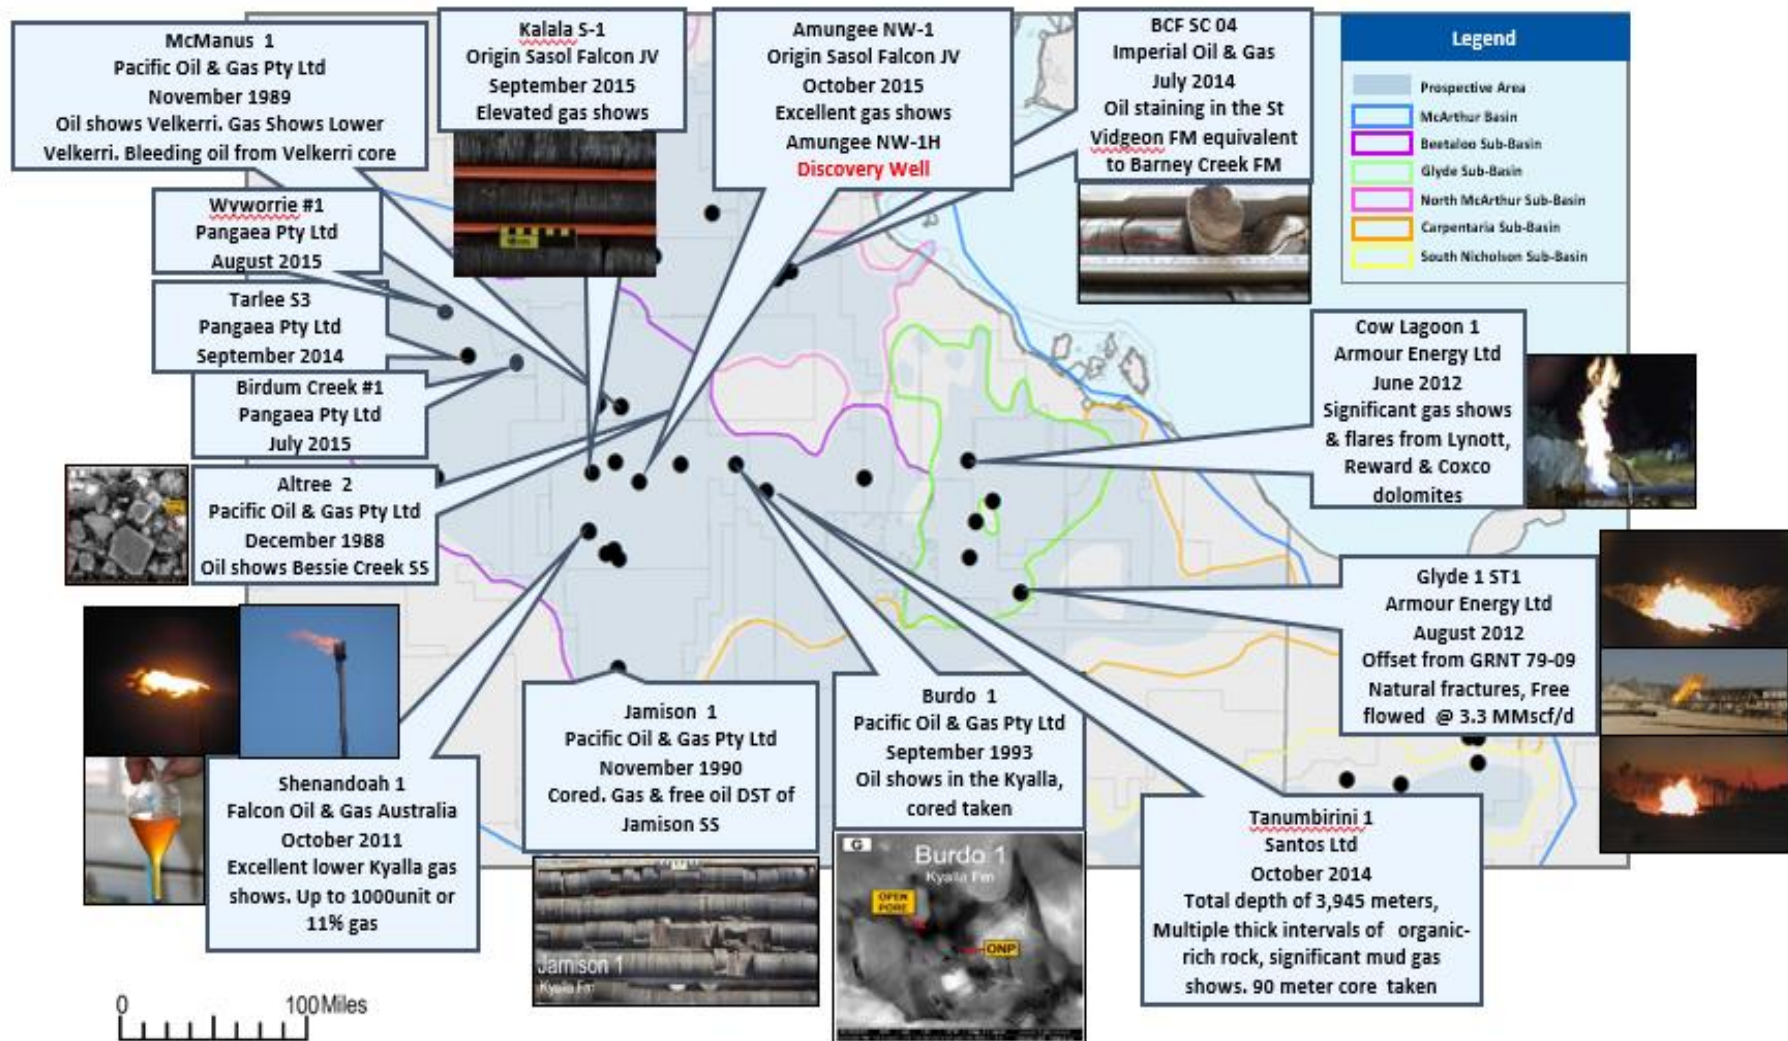 McManus 1
Pacific Oil & Gas Pty Ltd
November 1989
Oil shows Velkerri. Gas Shows Lower
Velkerri. Bleeding oil from Velkerri core
Kalala S-1
Origin Sasol Falcon JV
September 2015
Elevated gas shows
Amungee NW-1
Origin Sasol Falcon JV
October 2015
Excellent gas shows
Amungee NW-1H
Discovery Well
BCF SC 04
Imperial Oil & Gas
July 2014
Oil staining in the St
Vidgeon FM equivalent
to Barney Creek FM
Legend
Prospective Area
McArthur Basin
Beetaloo Sub-Basin
Glyde Sub-Basin
North McArthur Sub-Basin
Carpentaria Sub-Basin
South Nicholson Sub-Basin
Wyworrie #1
Pangaea Pty Ltd
August 2015
Tarlee S3
Pangaea Pty Ltd
September 2014
Birdum Creek #1
Pangaea Pty Ltd
July 2015
Altree 2
Pacific Oil & Gas Pty Ltd
December 1988
Oil shows Bessie Creek SS
Cow Lagoon 1
Armour Energy Ltd
June 2012
Significant gas shows
& flares from Lynott,
Reward & Coxco
dolomites
Glyde 1 ST1
Armour Energy Ltd
August 2012
Offset from GRNT 79-09
Natural fractures, Free
flowed @ 3.3 MMscf/d
Shenandoah 1
Falcon Oil & Gas Australia
October 2011
Excellent lower Kyalla gas
shows. Up to 1000unit or
11% gas
Jamison 1
Pacific Oil & Gas Pty Ltd
November 1990
Cored. Gas & free oil DST of
Jamison SS
Jamison 1
Kyalla Fm
Burdo 1
Pacific Oil & Gas Pty Ltd
September 1993
Oil shows in the Kyalla,
cored taken
G
Burdo 1
Kyalla Fm
OPEN
PORE
ONP
Tanumbirini 1
Santos Ltd
October 2014
Total depth of 3,945 meters,
Multiple thick intervals of organic-
rich rock, significant mud gas
shows. 90 meter core taken
0 100 Miles